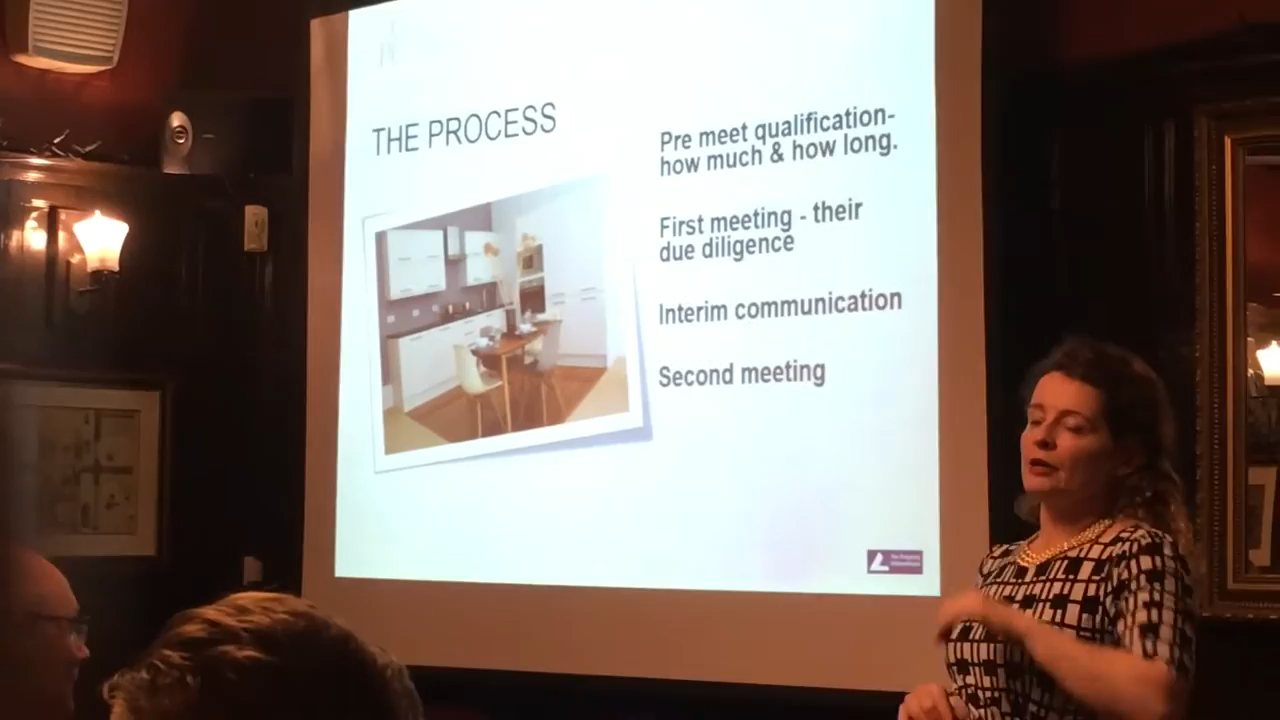 THE PROCESS
Pre meet qualification-
how much & how long.
First meeting - their
due diligence
Interim communication
Second meeting